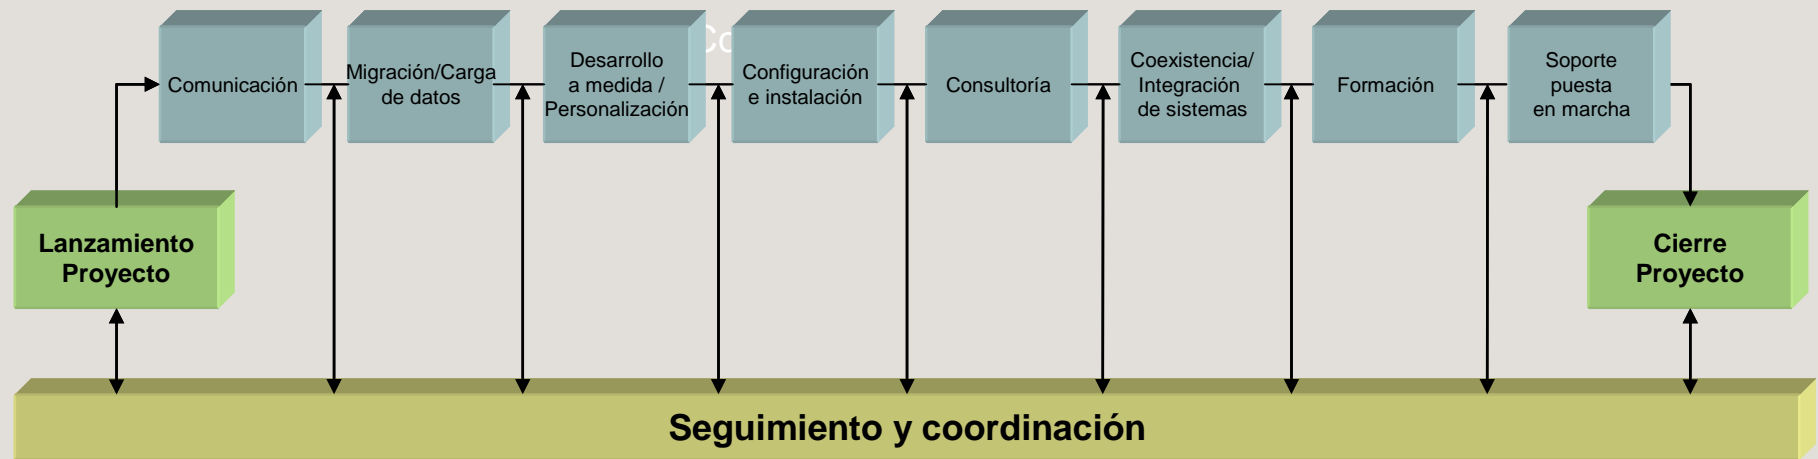 Co
Comunicación
Migración/Carga
de datos
Desarrollo
a medida /
Personalización
Configuración
e instalación
Consultoría
Coexistencia/
Integración
de sistemas
Formación
Soporte
puesta
en marcha
Lanzamiento
Proyecto
Cierre
Proyecto
Seguimiento y coordinación